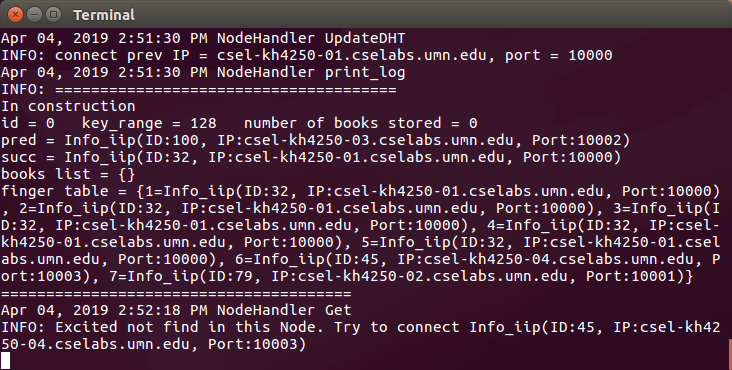 Terminal
Apr 04, 2019 2:51:30 PM NodeHandler UpdateDHT
INFO: connect prev IP = csel-kh4250-01.cselabs.umn.edu, port = 10000
Apr 04, 2019 2:51:30 PM NodeHandler print_log
INFO: ======================================
In construction
id = 0   key_range = 128   number of books stored = 0
pred = Info_iip(ID:100, IP:csel-kh4250-03.cselabs.umn.edu, Port:10002)
succ = Info_iip(ID:32, IP:csel-kh4250-01.cselabs.umn.edu, Port:10000)
books list = {}
finger table = {1=Info_iip(ID:32, IP:csel-kh4250-01.cselabs.umn.edu, Port:10000)
, 2=Info_iip(ID:32, IP:csel-kh4250-01.cselabs.umn.edu, Port:10000), 3=Info_iip(I
D:32, IP:csel-kh4250-01.cselabs.umn.edu, Port:10000), 4=Info_iip(ID:32, IP:csel-
kh4250-01.cselabs.umn.edu, Port:10000), 5=Info_iip(ID:32, IP:csel-kh4250-01.csel
abs.umn.edu, Port:10000), 6=Info_iip(ID:45, IP:csel-kh4250-04.cselabs.umn.edu, P
ort:10003), 7=Info_iip(ID:79, IP:csel-kh4250-02.cselabs.umn.edu, Port:10001)}
=======================================
Apr 04, 2019 2:52:18 PM NodeHandler Get
INFO: Excited not find in this Node. Try to connect Info_iip(ID:45, IP:csel-kh42
50-04.cselabs.umn.edu, Port:10003)